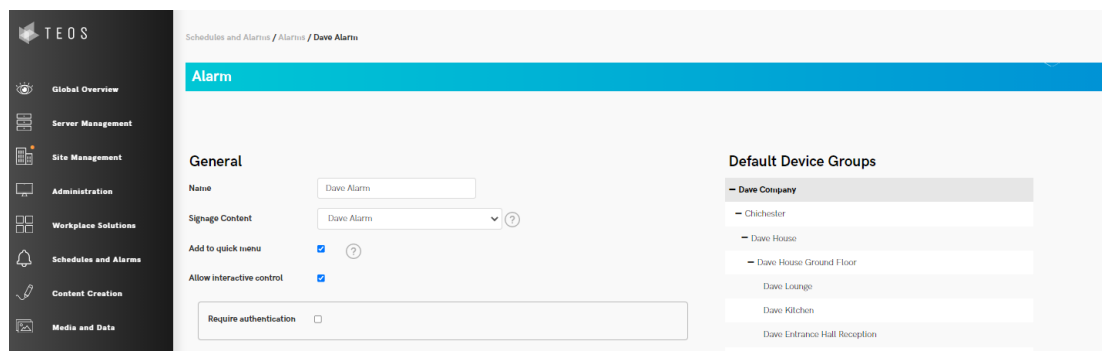 TEOS
Schedules and Alarms / Alarms / Dave Alarm
Alarm
Global Overview
Server Management
Site Management
Administration
Workplace Solutions
Schedules and Alarms
Content Creation
Media and Data
General
Name
Dave Alarm
Signage Content
Dave Alarm
?
Add to quick menu
?
Allow interactive control
Require authentication
Default Device Groups
Dave Company
Chichester
Dave House
Dave House Ground Floor
Dave Lounge
Dave Kitchen
Dave Entrance Hall Reception